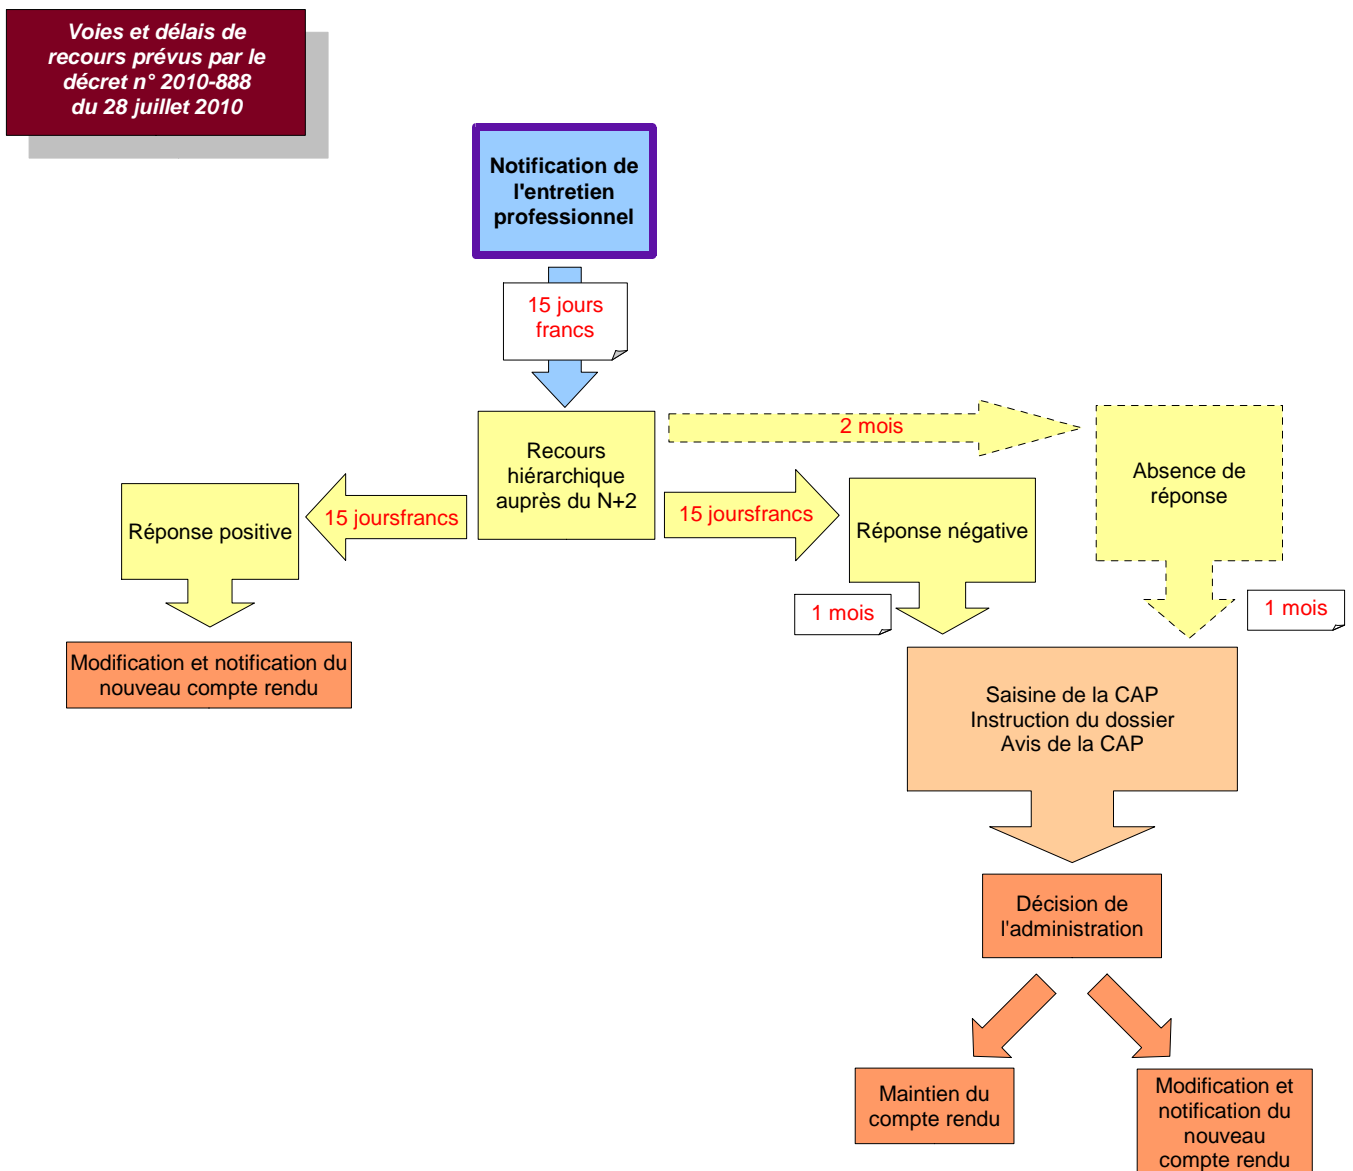 Voies et délais de
recours prévus par le
décret n° 2010-888
du 28 juillet 2010
Notification de
l'entretien
professionnel
15 jours
francs
Recours
hiérarchique
auprès du N+2
2 mois
Absence de
réponse
15 joursfrancs
Réponse positive
15 joursfrancs
Réponse négative
1 mois
1 mois
Modification et notification du
nouveau compte rendu
Saisine de la CAP
Instruction du dossier
Avis de la CAP
Décision de
l'administration
Maintien du
compte rendu
Modification et
notification du
nouveau
compte rendu